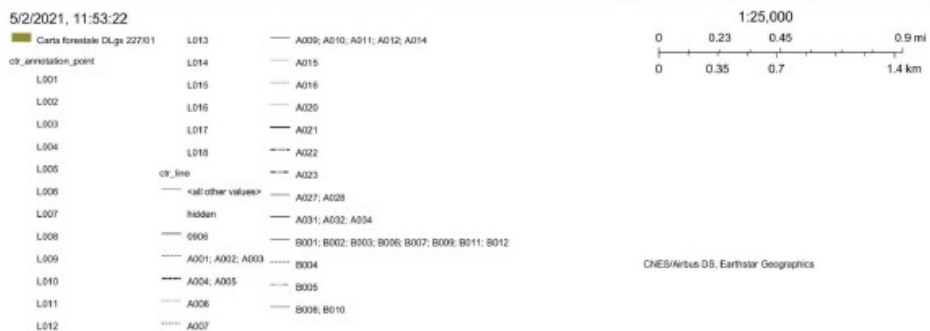 5/2/2021, 11:53:22
Carta forestale DLgs 227/01
ctr_annotation_point
L001
L002
L003
L004
L005
L006
L007
L008
L009
L010
L011
L012
L013
L014
L015
L016
L017
L018
ctr_line
<all other values>
hidden
0906
A001; A002; A003
A004; A005
A006
A007
A009; A010; A011; A012; A014
A015
A016
A020
A021
A022
A023
A027; A028
A031; A032; A034
B001; B002; B003; B006; B007; B009; B011; B012
B004
B005
B008; B010
1:25,000
0 0.23 0.45 0.9 mi
0 0.35 0.7 1.4 km
CNES/Airbus DS, Earthstar Geographics